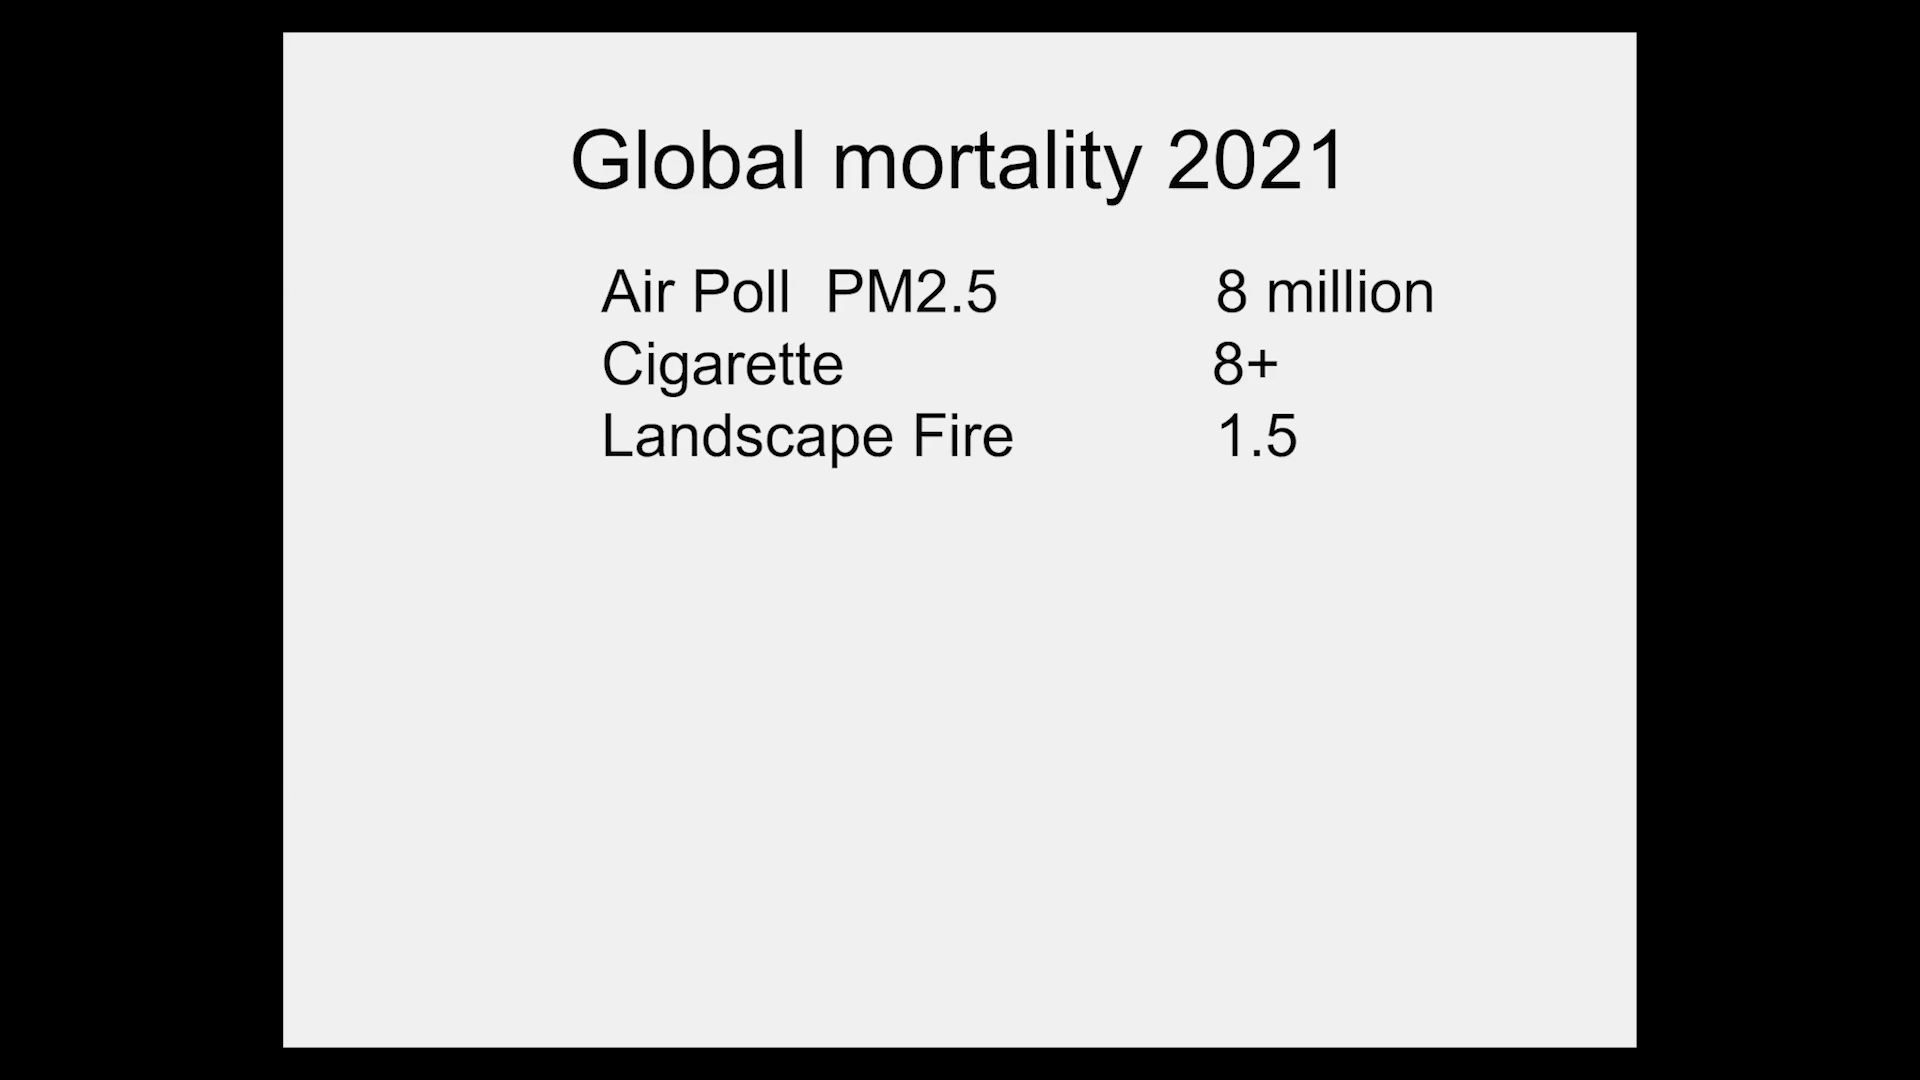 Global mortality 2021
Air Poll PM2.5 8 million
Cigarette 8+
Landscape Fire 1.5